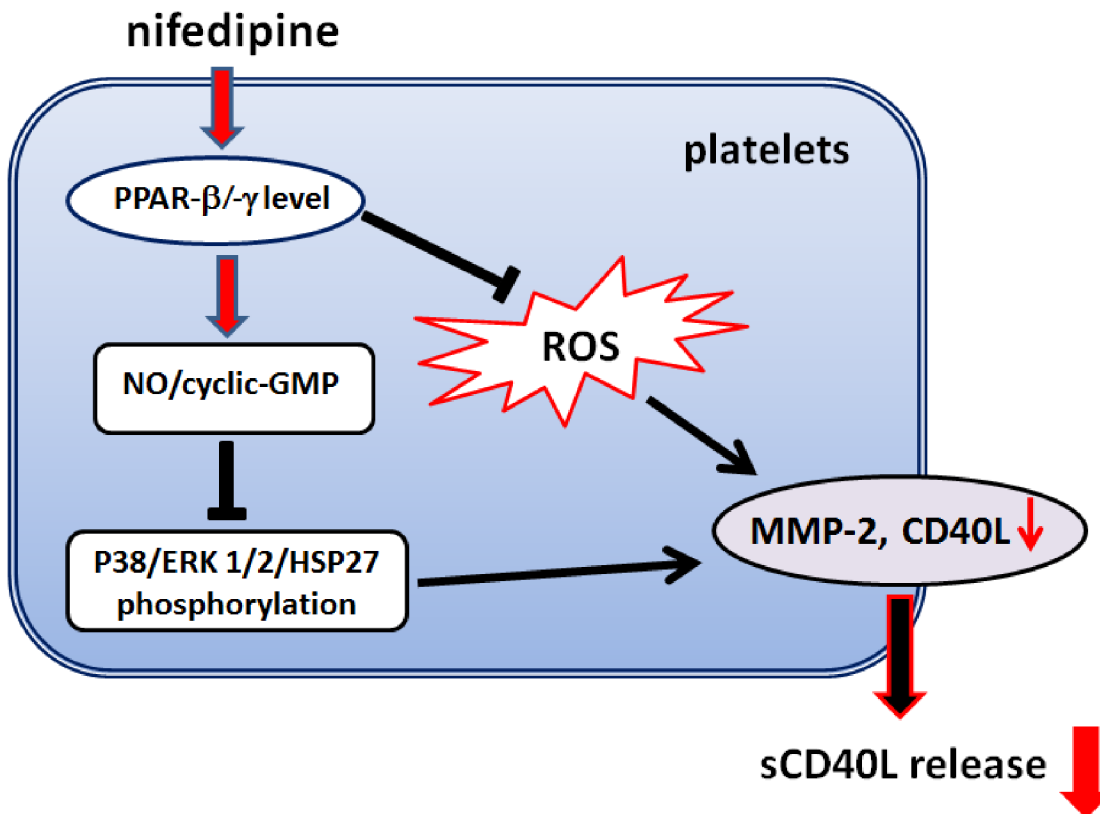 nifedipine
platelets
PPAR-β/-γ level
ROS
NO/cyclic-GMP
MMP-2, CD40L
P38/ERK 1/2/HSP27
phosphorylation
sCD40L release